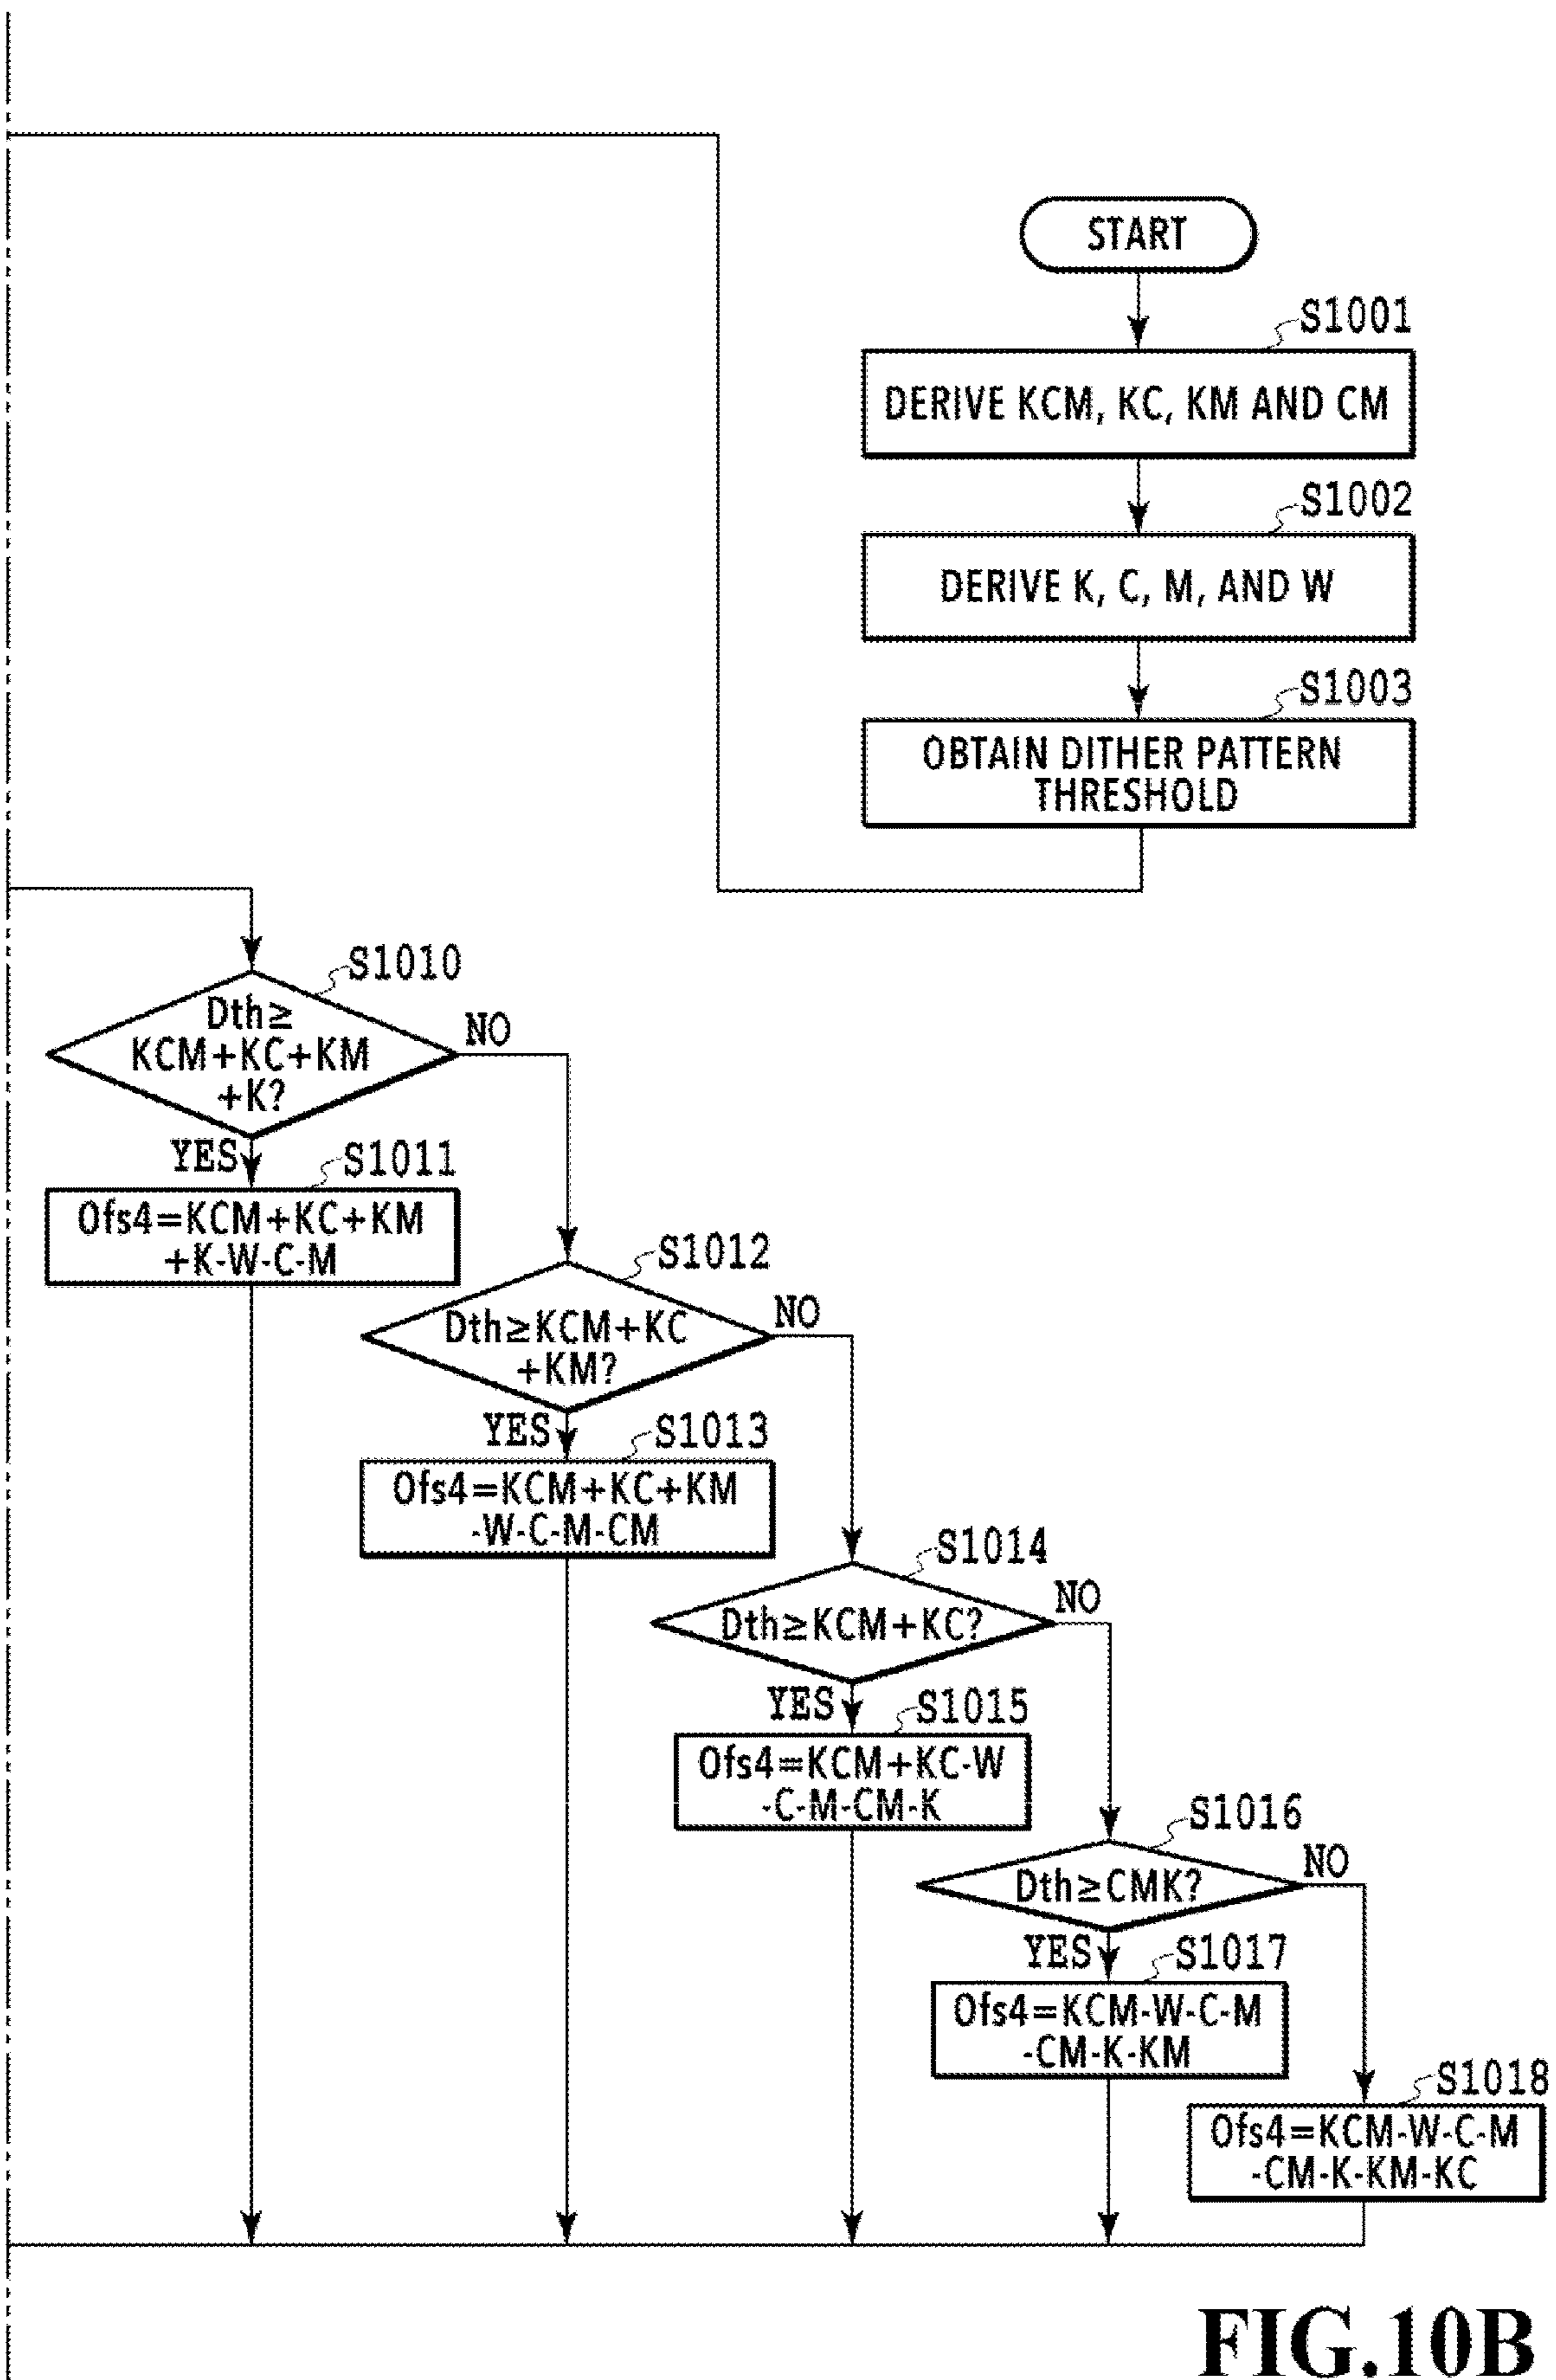 START
S1001
DERIVE KCM, KC, KM AND CM
S1002
DERIVE K, C, M, AND W
S1003
OBTAIN DITHER PATTERN
THRESHOLD
S1010
Dth≥
KCM+KC+KM
+K?
NO
YES
S1011
Ofs4=KCM+KC+KM
+K-W-C-M
S1012
Dth≥KCM+KC
+KM?
NO
YES
S1013
Ofs4=KCM+KC+KM
-W-C-M-CM
S1014
Dth≥KCM+KC?
NO
YES
S1015
Ofs4=KCM+KC-W
-C-M-CM-K
S1016
Dth≥CMK?
NO
YES
S1017
Ofs4=KCM-W-C-M
-CM-K-KM
S1018
Ofs4=KCM-W-C-M
-CM-K-KM-KC
FIG.10B